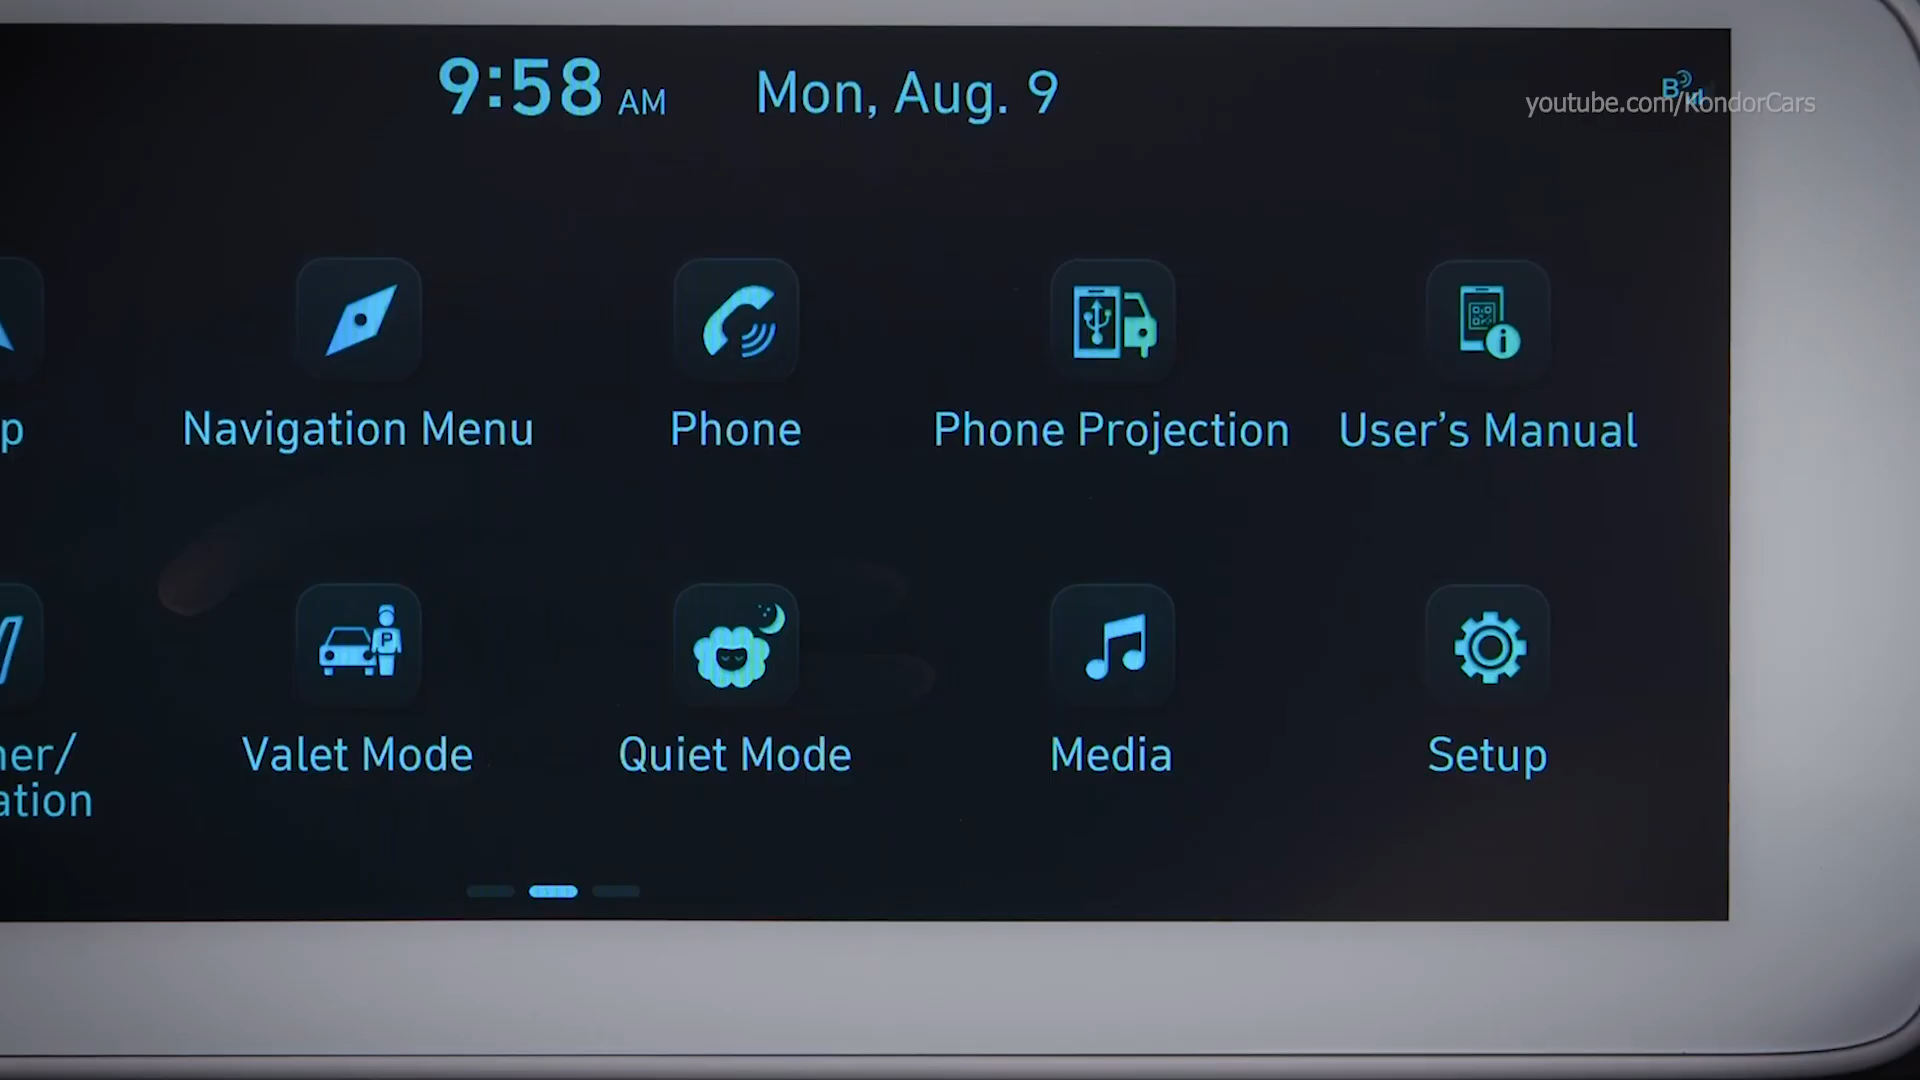 9:58 AM Mon, Aug. 9
youtube.com/KondorCars
Navigation Menu
Phone
Phone Projection
User's Manual
P
Valet Mode
Quiet Mode
Media
Setup